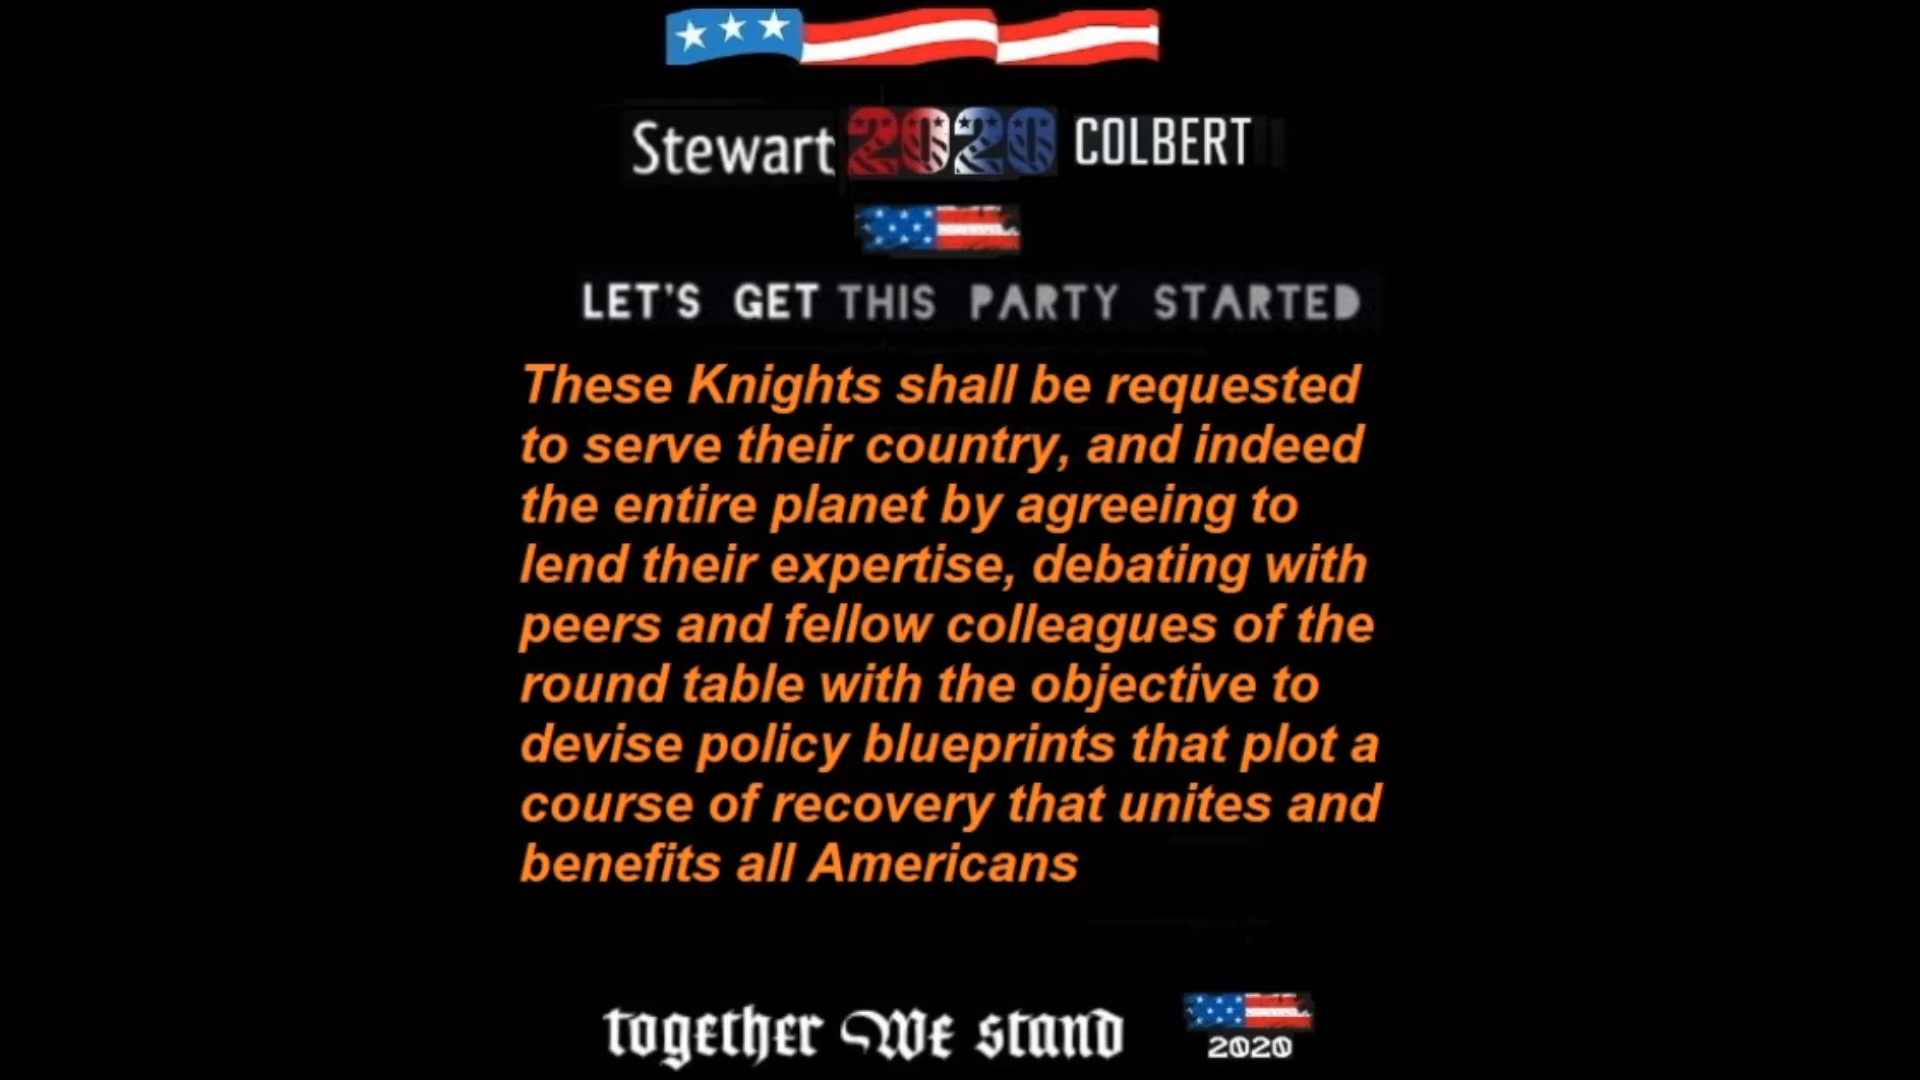 Stewart 2020 COLBERT
LET'S GET THIS PARTY STARTED
These Knights shall be requested
to serve their country, and indeed
the entire planet by agreeing to
lend their expertise, debating with
peers and fellow colleagues of the
round table with the objective to
devise policy blueprints that plot a
course of recovery that unites and
benefits all Americans
together We stand
2020